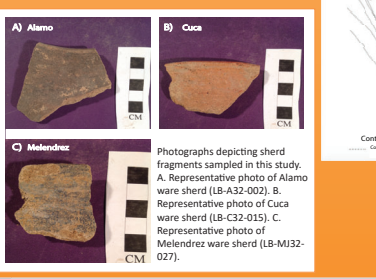 A) Alamo
B) Cuca
CM
CM
C) Melendrez
CM
Photographs depicting sherd
fragments sampled in this study.
A. Representative photo of Alamo
ware sherd (LB-A32-002). B.
Representative photo of Cuca
ware sherd (LB-C32-015). C.
Representative photo of
Melendrez ware sherd (LB-MJ32-
027).
Cont